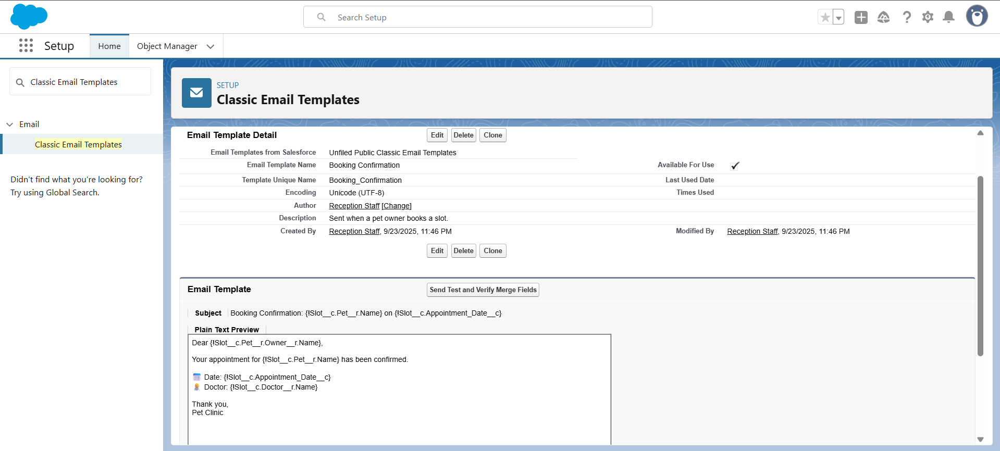 Search Setup
Setup
Home
Object Manager
Classic Email Templates
Email
Classic Email Templates
Didn't find what you're looking for?
Try using Global Search.
SETUP
Classic Email Templates
Email Template Detail
Edit Delete Clone
Email Templates from Salesforce Unfiled Public Classic Email Templates
Email Template Name Booking Confirmation Available For Use
Template Unique Name Booking_Confirmation Last Used Date
Encoding Unicode (UTF-8) Times Used
Author Reception Staff [Change]
Description Sent when a pet owner books a slot.
Created By Reception Staff, 9/23/2025, 11:46 PM Modified By Reception Staff, 9/23/2025, 11:46 PM
Edit Delete Clone
Email Template Send Test and Verify Merge Fields
Subject Booking Confirmation: {!Slot__c.Pet__r.Name} on {!Slot__c.Appointment_Date__c}
Plain Text Preview
Dear {!Slot__c.Pet__r.Owner__r.Name},
Your appointment for {!Slot__c.Pet__r.Name} has been confirmed.
Date: {!Slot__c.Appointment_Date__c}
Doctor: {!Slot__c.Doctor__r.Name}
Thank you,
Pet Clinic